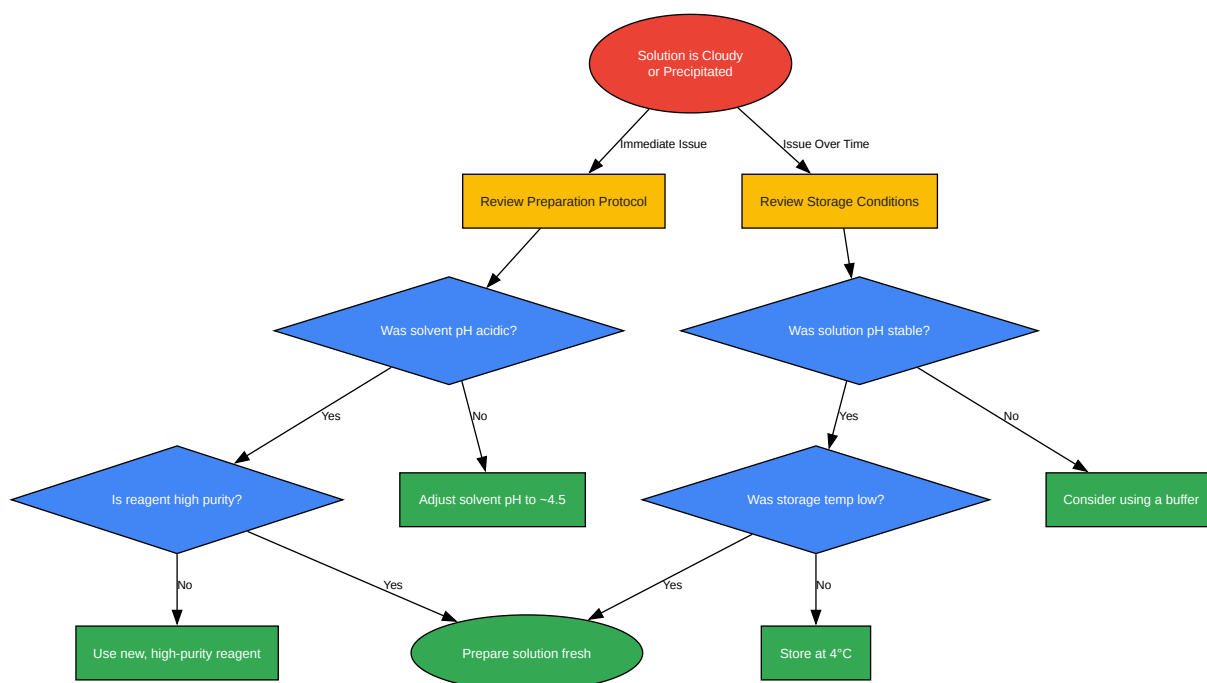 Solution is Cloudy
or Precipitated
Immediate Issue
Issue Over Time
Review Preparation Protocol
Review Storage Conditions
Was solvent pH acidic?
Was solution pH stable?
Yes
No
Yes
No
Is reagent high purity?
Adjust solvent pH to ~4.5
Was storage temp low?
Consider using a buffer
No
Yes
Yes
No
Use new, high-purity reagent
Prepare solution fresh
Store at 4°C